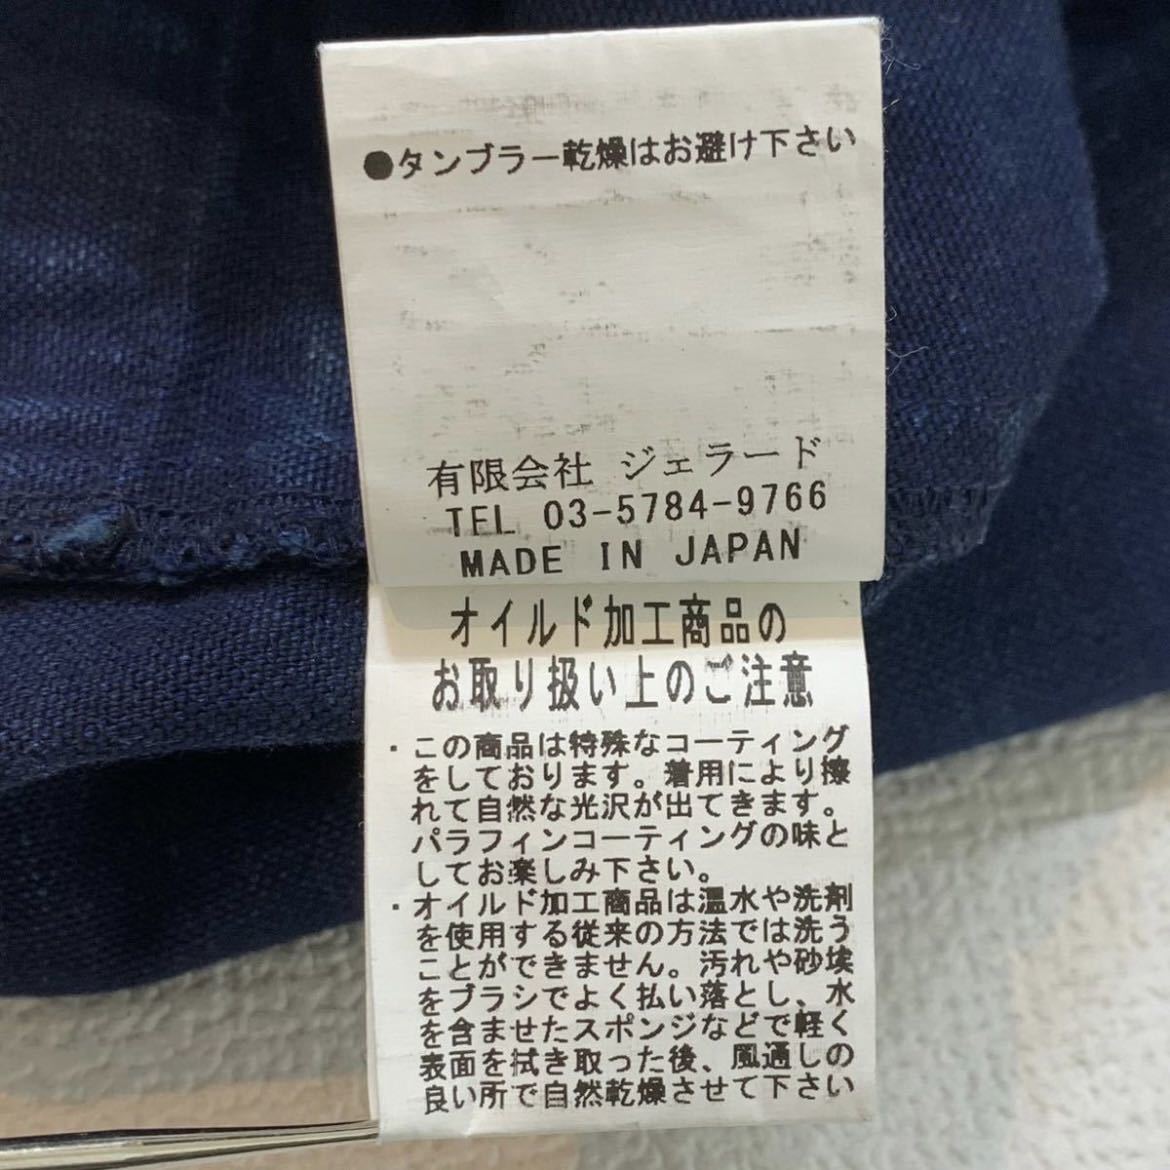 ●タンブラー乾燥はお避け下さい
有限会社 ジェラード
TEL 03-5784-9766
MADE IN JAPAN
オイルド加工商品の
お取り扱い上のご注意
・この商品は特殊なコーティング
をしております。着用により擦
れて自然な光沢が出てきます。
パラフィンコーティングの味と
してお楽しみ下さい。
・オイルド加工商品は温水や洗剤
を使用する従来の方法では洗う
ことができません。汚れや砂埃
をブラシでよく払い落とし、水
を含ませたスポンジなどで軽く
表面を拭き取った後、風通しの
良い所で自然乾燥させて下さい